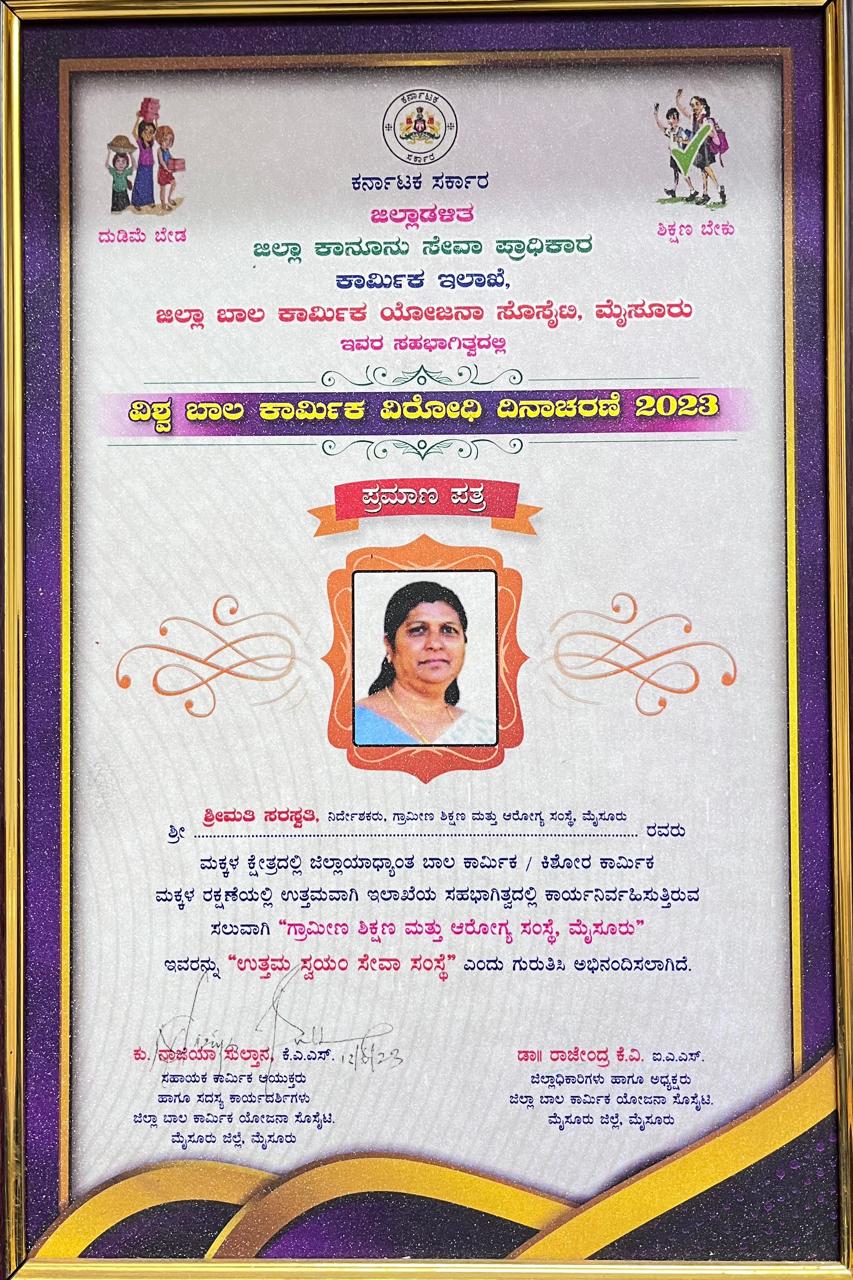 ಕರ್ನಾಟಕ
ಸರ್ಕಾರ
ಕರ್ನಾಟಕ ಸರ್ಕಾರ
ದುಡಿಮೆ ಬೇಡ
ಶಿಕ್ಷಣ ಬೇಕು
ಜಿಲ್ಲಾಡಳಿತ
ಜಿಲ್ಲಾ ಕಾನೂನು ಸೇವಾ ಪ್ರಾಧಿಕಾರ
ಕಾರ್ಮಿಕ ಇಲಾಖೆ,
ಜಿಲ್ಲಾ ಬಾಲ ಕಾರ್ಮಿಕ ಯೋಜನಾ ಸೊಸೈಟಿ, ಮೈಸೂರು
ಇವರ ಸಹಭಾಗಿತ್ವದಲ್ಲಿ
ವಿಶ್ವ ಬಾಲ ಕಾರ್ಮಿಕ ವಿರೋಧಿ ದಿನಾಚರಣೆ 2023
ಪ್ರಮಾಣ ಪತ್ರ
ಶ್ರೀ ಶ್ರೀಮತಿ ಸರಸ್ವತಿ, ನಿರ್ದೇಶಕರು, ಗ್ರಾಮೀಣ ಶಿಕ್ಷಣ ಮತ್ತು ಆರೋಗ್ಯ ಸಂಸ್ಥೆ, ಮೈಸೂರು ರವರು
ಮಕ್ಕಳ ಕ್ಷೇತ್ರದಲ್ಲಿ ಜಿಲ್ಲಾಯಾಧ್ಯಾಂತ ಬಾಲ ಕಾರ್ಮಿಕ / ಕಿಶೋರ ಕಾರ್ಮಿಕ
ಮಕ್ಕಳ ರಕ್ಷಣೆಯಲ್ಲಿ ಉತ್ತಮವಾಗಿ ಇಲಾಖೆಯ ಸಹಭಾಗಿತ್ವದಲ್ಲಿ ಕಾರ್ಯನಿರ್ವಹಿಸುತ್ತಿರುವ
ಸಲುವಾಗಿ "ಗ್ರಾಮೀಣ ಶಿಕ್ಷಣ ಮತ್ತು ಆರೋಗ್ಯ ಸಂಸ್ಥೆ, ಮೈಸೂರು"
ಇವರನ್ನು "ಉತ್ತಮ ಸ್ವಯಂ ಸೇವಾ ಸಂಸ್ಥೆ" ಎಂದು ಗುರುತಿಸಿ ಅಭಿನಂದಿಸಲಾಗಿದೆ.
ಕು. ನಾಜಿಯಾ ಸುಲ್ತಾನ, ಕೆ.ಎ.ಎಸ್.
ಸಹಾಯಕ ಕಾರ್ಮಿಕ ಆಯುಕ್ತರು
ಹಾಗೂ ಸದಸ್ಯ ಕಾರ್ಯದರ್ಶಿಗಳು
ಜಿಲ್ಲಾ ಬಾಲ ಕಾರ್ಮಿಕ ಯೋಜನಾ ಸೊಸೈಟಿ.
ಮೈಸೂರು ಜಿಲ್ಲೆ, ಮೈಸೂರು
ಡಾ॥ ರಾಜೇಂದ್ರ ಕೆ.ವಿ. ಐ.ಎ.ಎಸ್.
ಜಿಲ್ಲಾಧಿಕಾರಿಗಳು ಹಾಗೂ ಅಧ್ಯಕ್ಷರು
ಜಿಲ್ಲಾ ಬಾಲ ಕಾರ್ಮಿಕ ಯೋಜನಾ ಸೊಸೈಟಿ.
ಮೈಸೂರು ಜಿಲ್ಲೆ, ಮೈಸೂರು